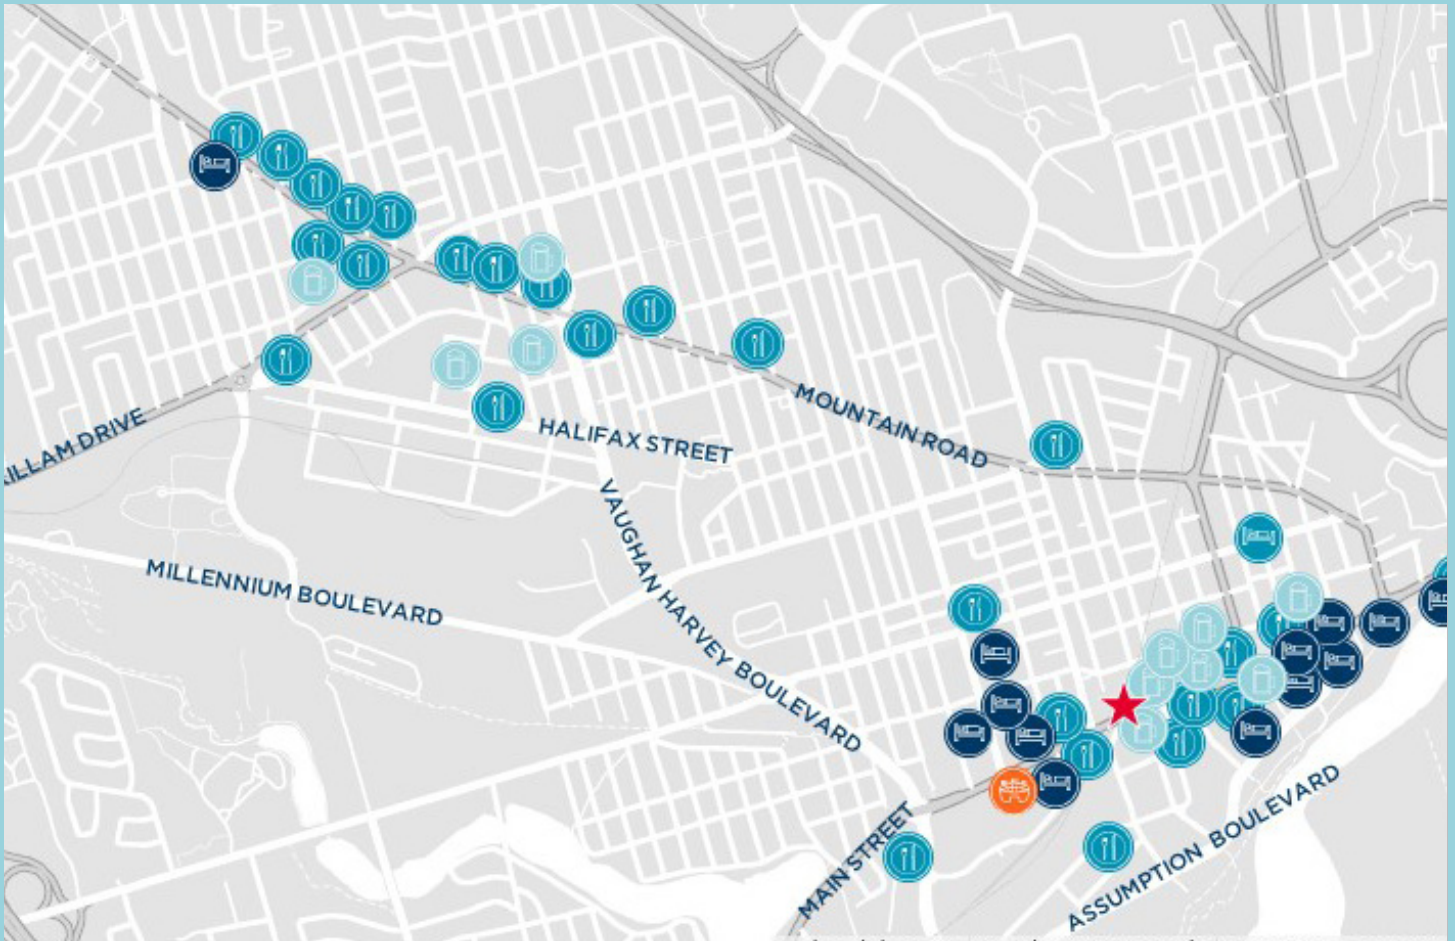 MOUNTAIN ROAD
HALIFAX STREET
ILLAM DRIVE
VAUGHAN HARVEY BOULEVARD
MILLENNIUM BOULEVARD
MAIN STREET
ASSUMPTION BOULEVARD